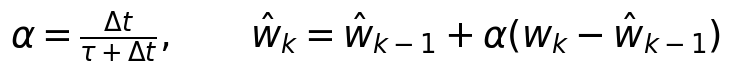 α = Δt / (τ + Δt), ŵ_k = ŵ_{k−1} + α(w_k − ŵ_{k−1})